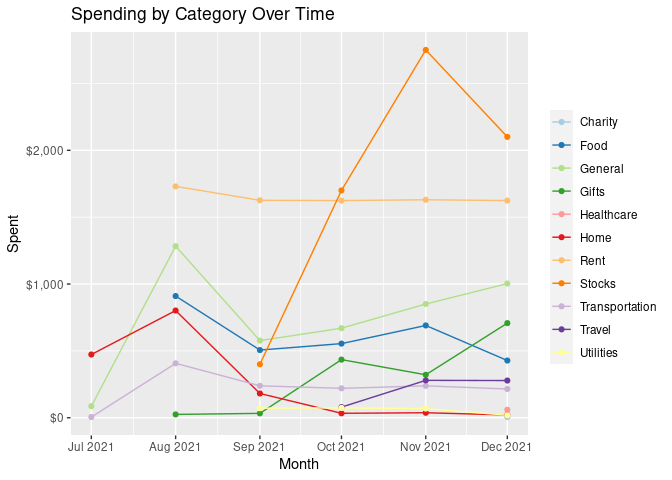 Spending by Category Over Time
Spent
$2,000
$1,000
$0
Jul 2021 Aug 2021 Sep 2021 Oct 2021 Nov 2021 Dec 2021
Month
Charity
Food
General
Gifts
Healthcare
Home
Rent
Stocks
Transportation
Travel
Utilities